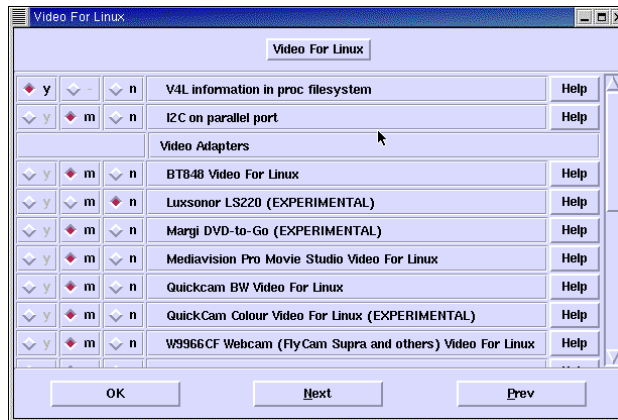 Video For Linux
Video For Linux
y - n V4L information in proc filesystem Help
y m n I2C on parallel port Help
Video Adapters
y m n BT848 Video For Linux Help
y m n Luxsonor LS220 (EXPERIMENTAL) Help
y m n Margi DVD-to-Go (EXPERIMENTAL) Help
y m n Mediavision Pro Movie Studio Video For Linux Help
y m n Quickcam BW Video For Linux Help
y m n QuickCam Colour Video For Linux (EXPERIMENTAL) Help
y m n W9966CF Webcam (FlyCam Supra and others) Video For Linux Help
OK Next Prev